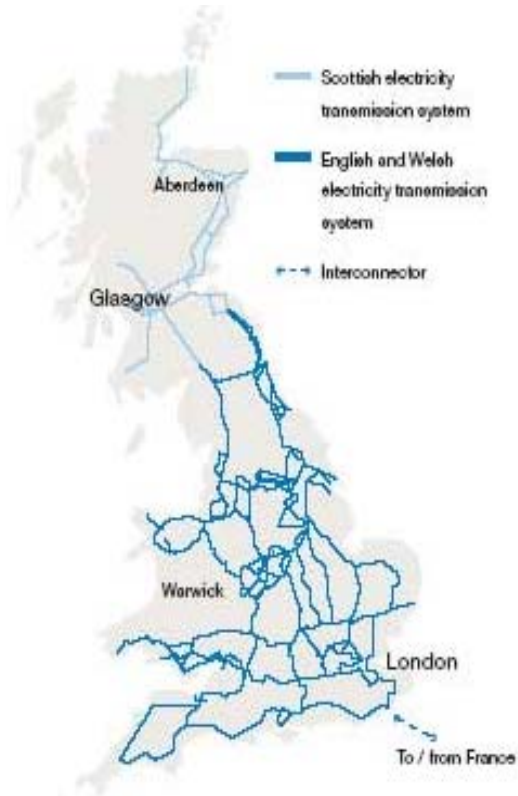 Scottish electricity
transmission system
English and Welsh
electricity transmission
system
Interconnector
Aberdeen
Glasgow
Warwick
London
To / from France